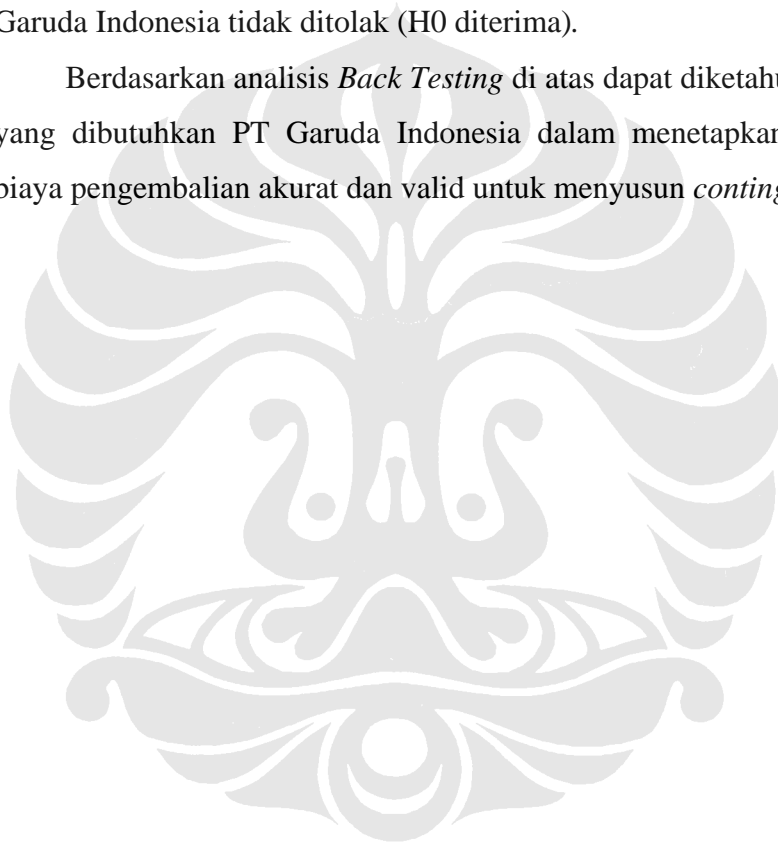 Garuda Indonesia tidak ditolak (H0 diterima).
Berdasarkan analisis Back Testing di atas dapat diketahu
yang dibutuhkan PT Garuda Indonesia dalam menetapkan
biaya pengembalian akurat dan valid untuk menyusun conting